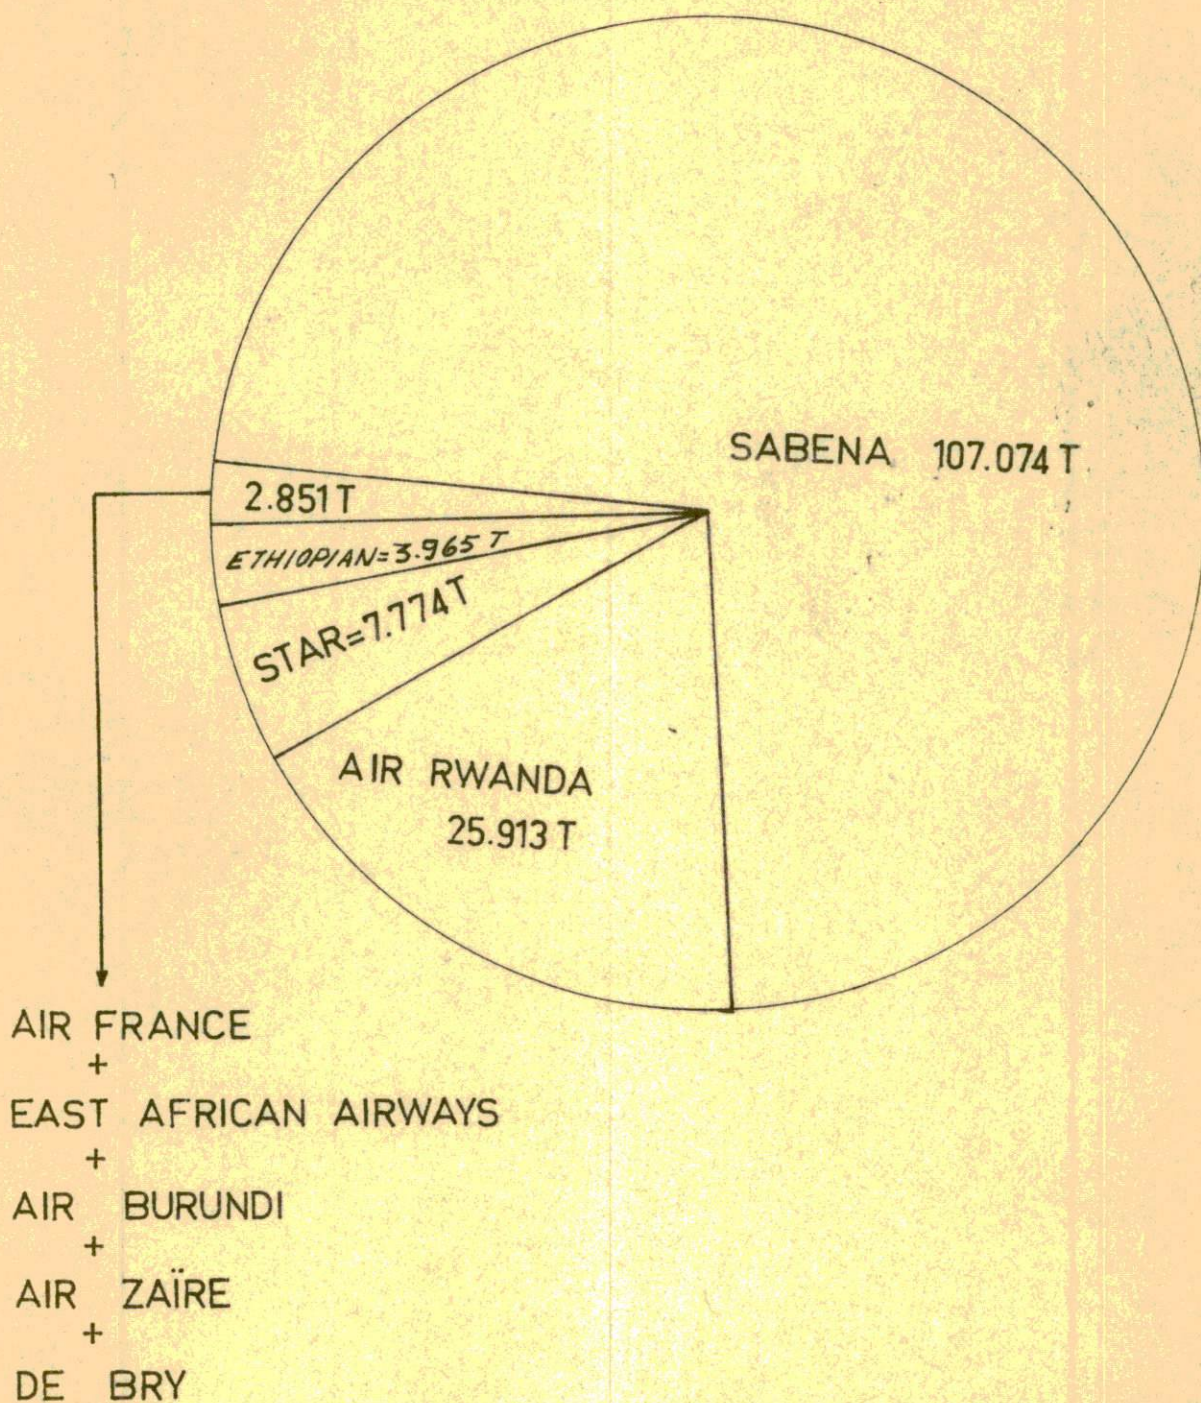 SABENA 107.074 T
2.851 T
ETHIOPIAN=3.965 T
STAR=7.774 T
AIR RWANDA
25.913 T
AIR FRANCE
+
EAST AFRICAN AIRWAYS
+
AIR BURUNDI
+
AIR ZAÏRE
+
DE BRY